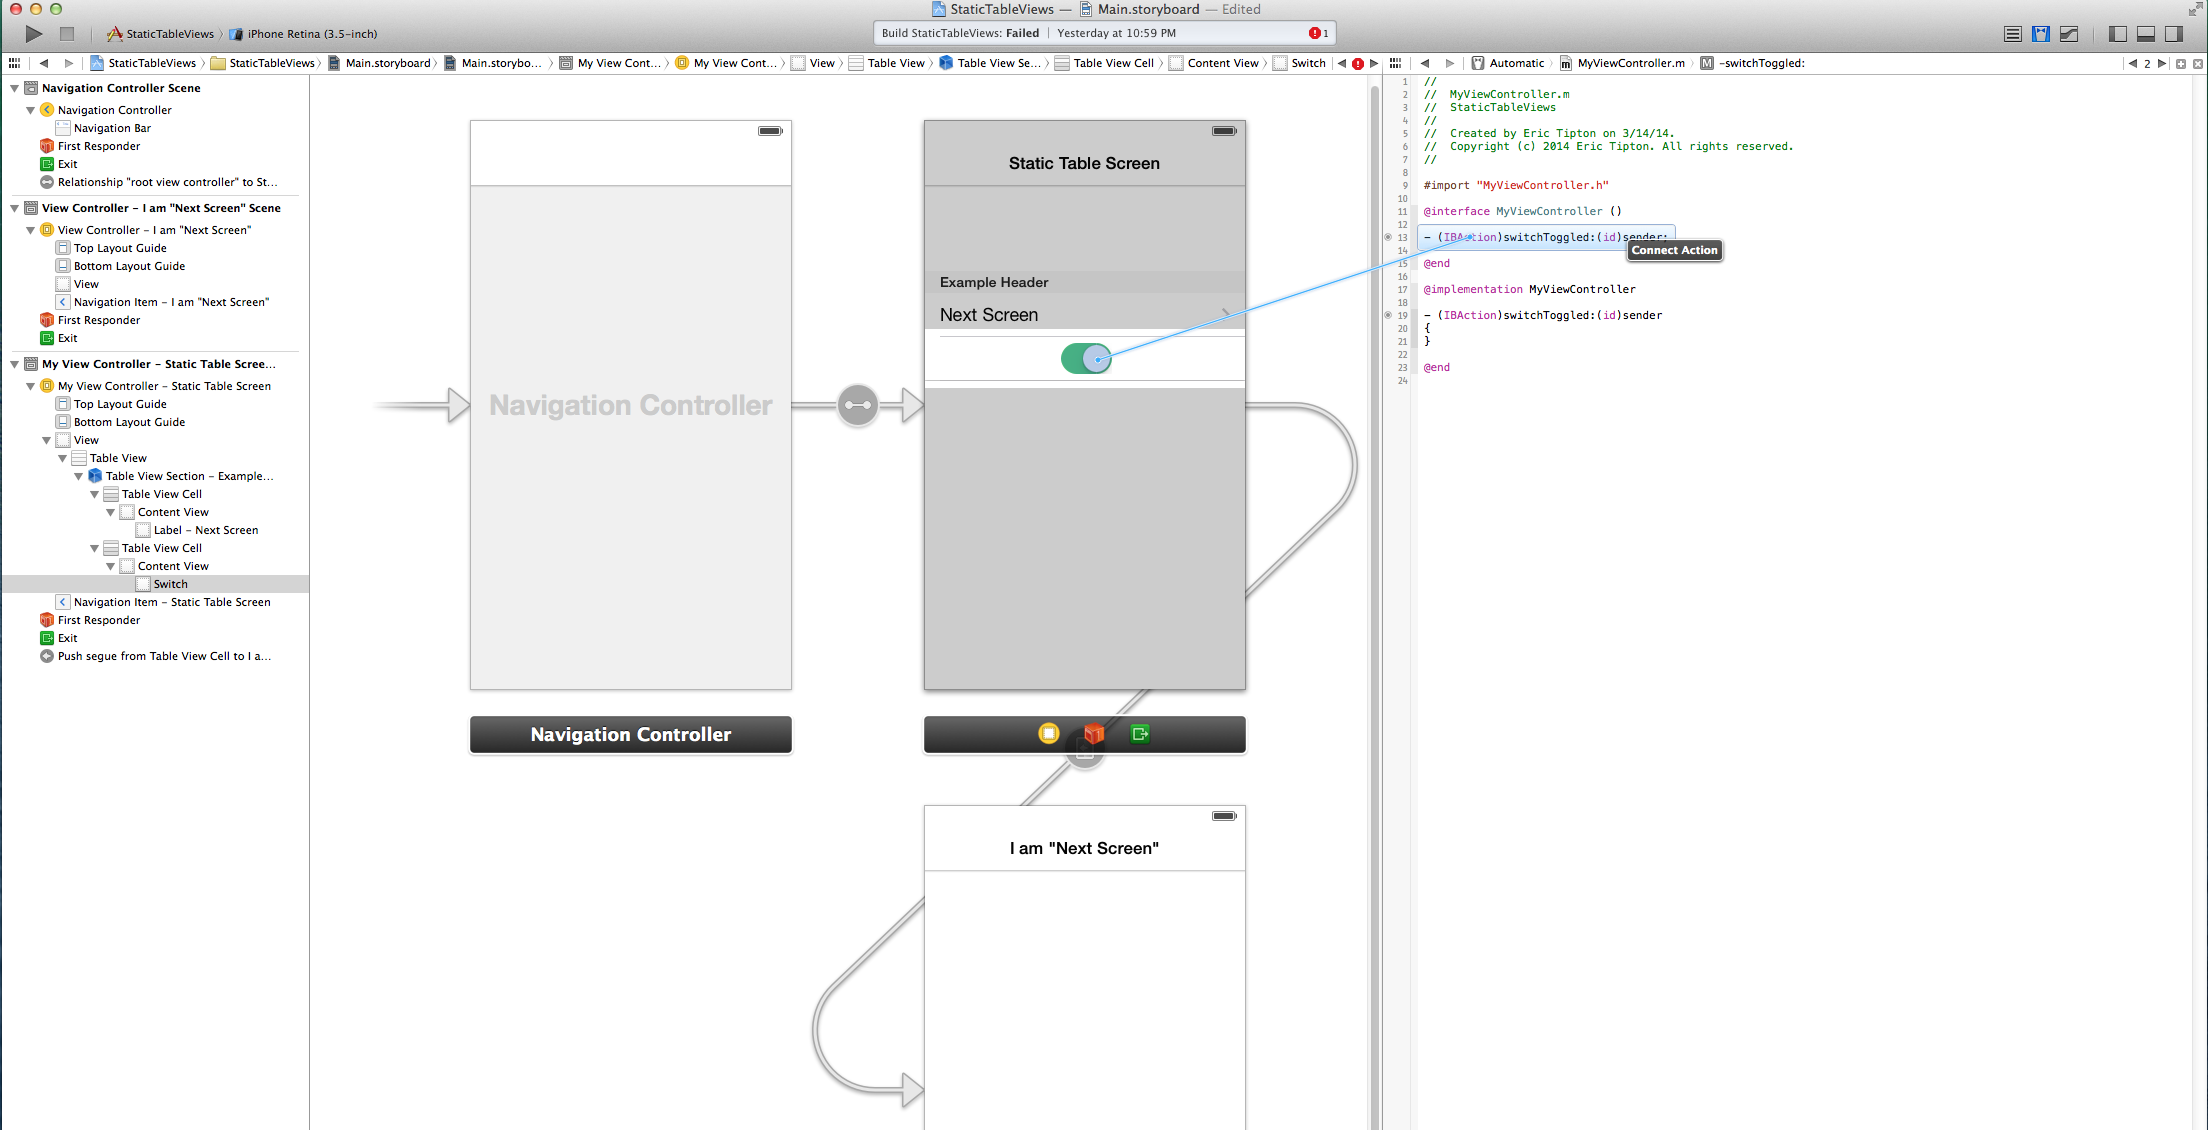 StaticTableViews — Main.storyboard — Edited
StaticTableViews iPhone Retina (3.5-inch)
Build StaticTableViews: Failed Yesterday at 10:59 PM 1
StaticTableViews StaticTableViews Main.storyboard Main.storybo... My View Cont... My View Cont... View Table View Table View Se... Table View Cell Content View Switch
Automatic MyViewController.m M -switchToggled: 2
Navigation Controller Scene
Navigation Controller
Navigation Bar
First Responder
Exit
Relationship "root view controller" to St...
View Controller – I am "Next Screen" Scene
View Controller – I am "Next Screen"
Top Layout Guide
Bottom Layout Guide
View
Navigation Item – I am "Next Screen"
First Responder
Exit
My View Controller – Static Table Scree...
My View Controller – Static Table Screen
Top Layout Guide
Bottom Layout Guide
View
Table View
Table View Section – Example...
Table View Cell
Content View
Label – Next Screen
Table View Cell
Content View
Switch
Navigation Item – Static Table Screen
First Responder
Exit
Push segue from Table View Cell to I a...
Navigation Controller
Navigation Controller
Static Table Screen
Example Header
Next Screen
I am "Next Screen"
1 //
2 // MyViewController.m
3 // StaticTableViews
4 //
5 // Created by Eric Tipton on 3/14/14.
6 // Copyright (c) 2014 Eric Tipton. All rights reserved.
7 //
8
9 #import "MyViewController.h"
10
11 @interface MyViewController ()
12
13 - (IBAction)switchToggled:(id)sender;
Connect Action
14
15 @end
16
17 @implementation MyViewController
18
19 - (IBAction)switchToggled:(id)sender
20 {
21 }
22
23 @end
24